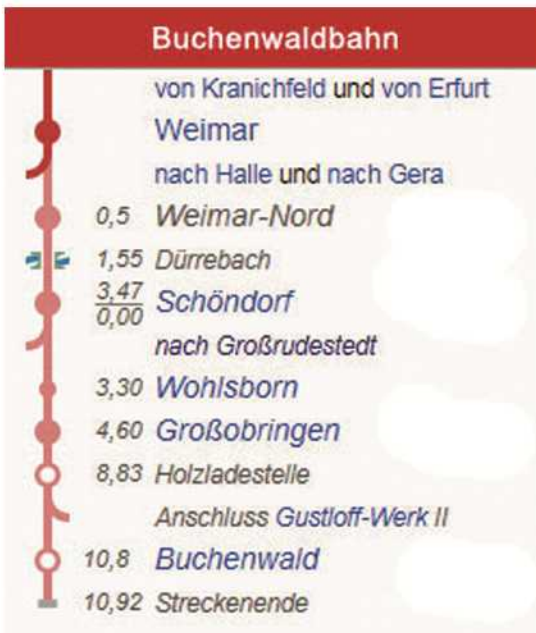 Buchenwaldbahn
von Kranichfeld und von Erfurt
Weimar
nach Halle und nach Gera
0,5 Weimar-Nord
1,55 Dürrebach
3,47
0,00 Schöndorf
nach Großrudestedt
3,30 Wohlsborn
4,60 Großobringen
8,83 Holzladestelle
Anschluss Gustloff-Werk II
10,8 Buchenwald
10,92 Streckenende